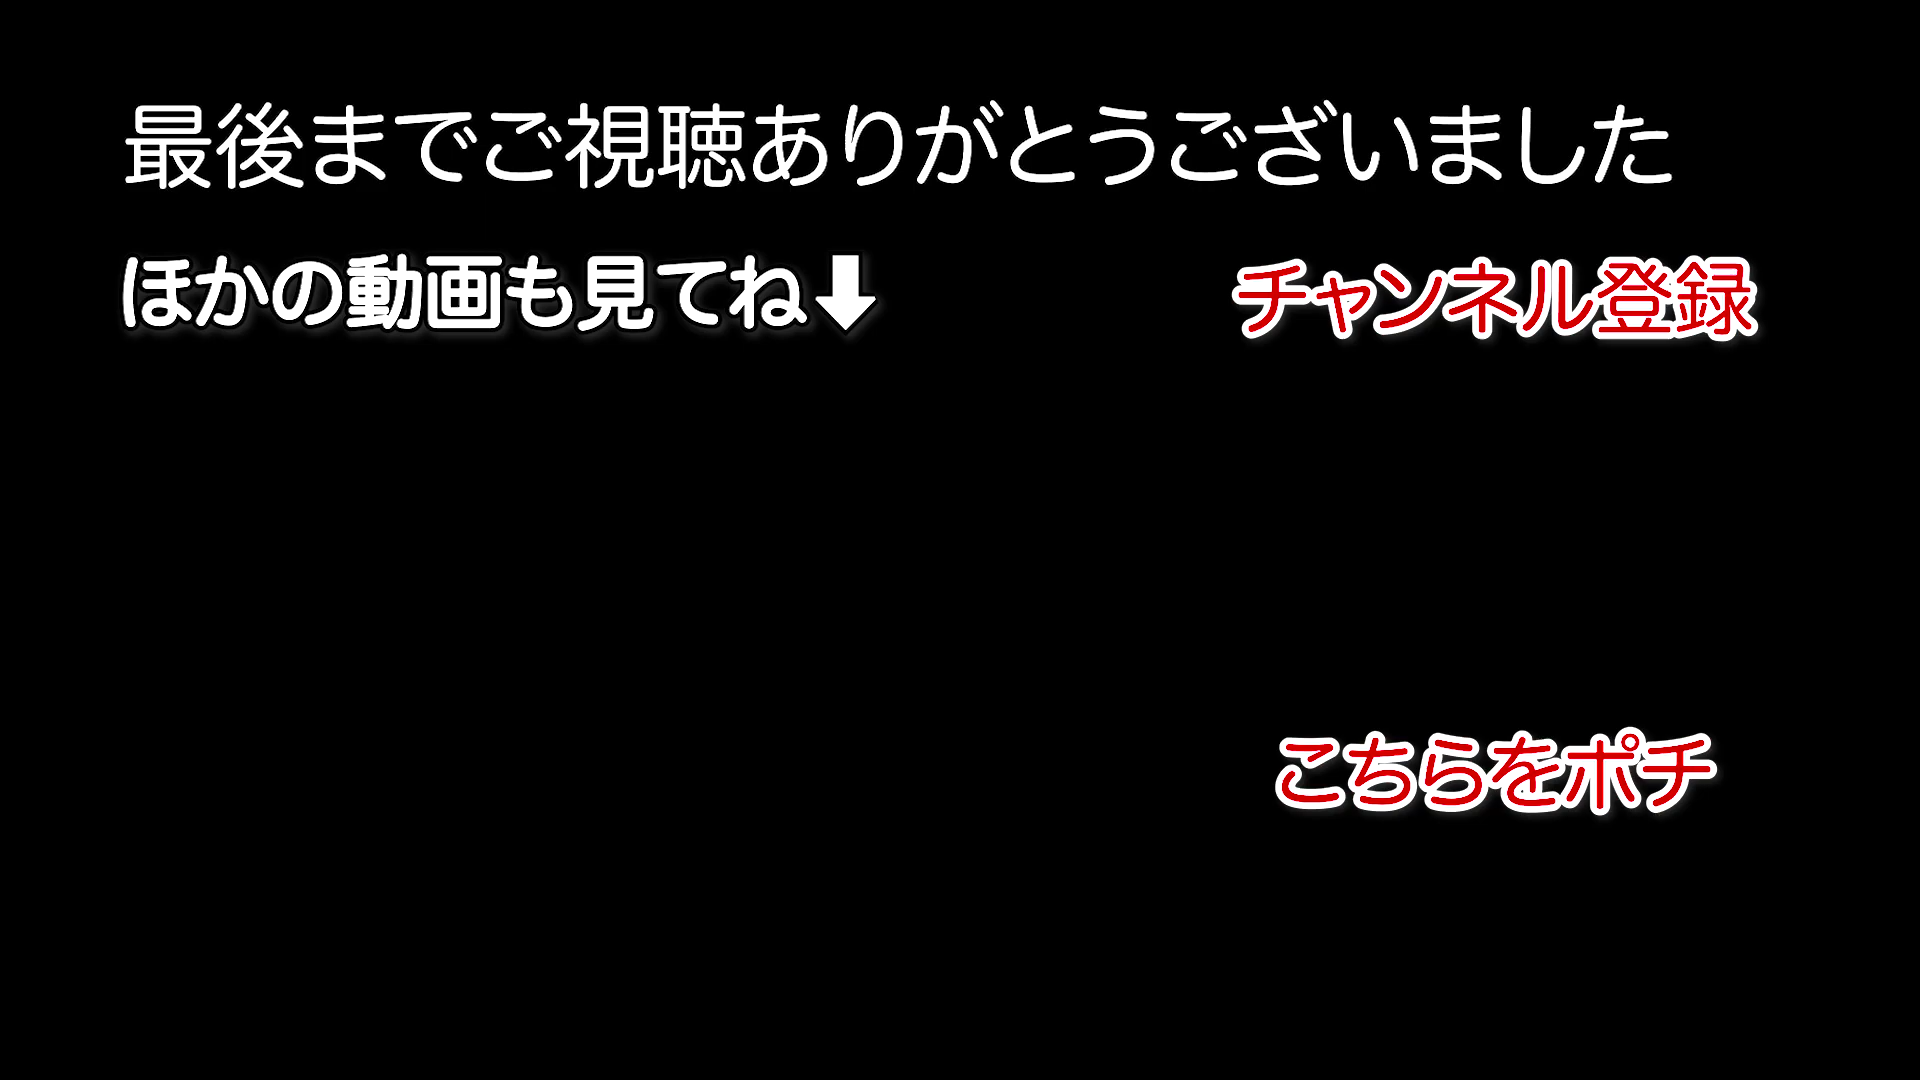 最後までご視聴ありがとうございました
ほかの動画も見てね⬇
チャンネル登録
こちらをポチ